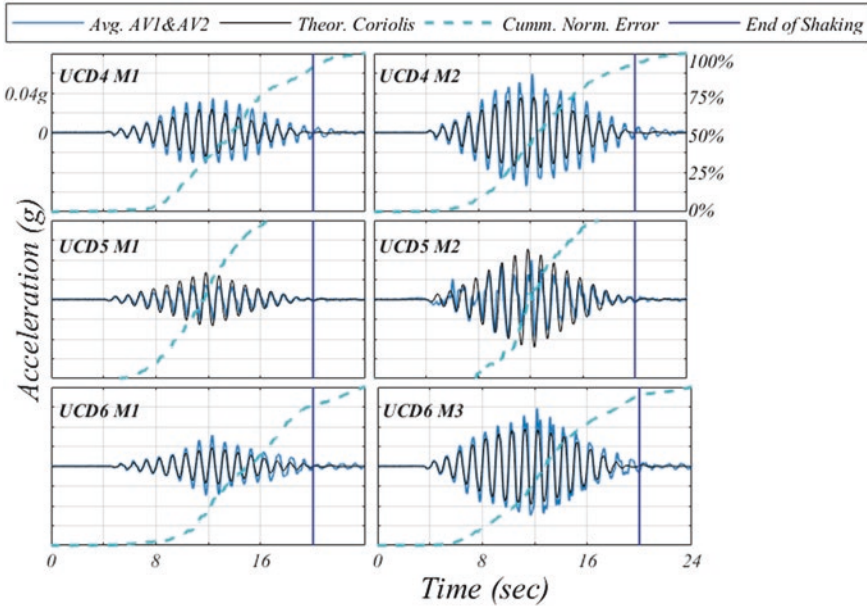 Avg. AV1&AV2 Theor. Coriolis Cumm. Norm. Error End of Shaking
UCD4 M1 UCD4 M2 100%
0.04g 75%
0 50%
25%
0%
UCD5 M1 UCD5 M2
Acceleration (g)
UCD6 M1 UCD6 M3
0 8 16 8 16 24
Time (sec)